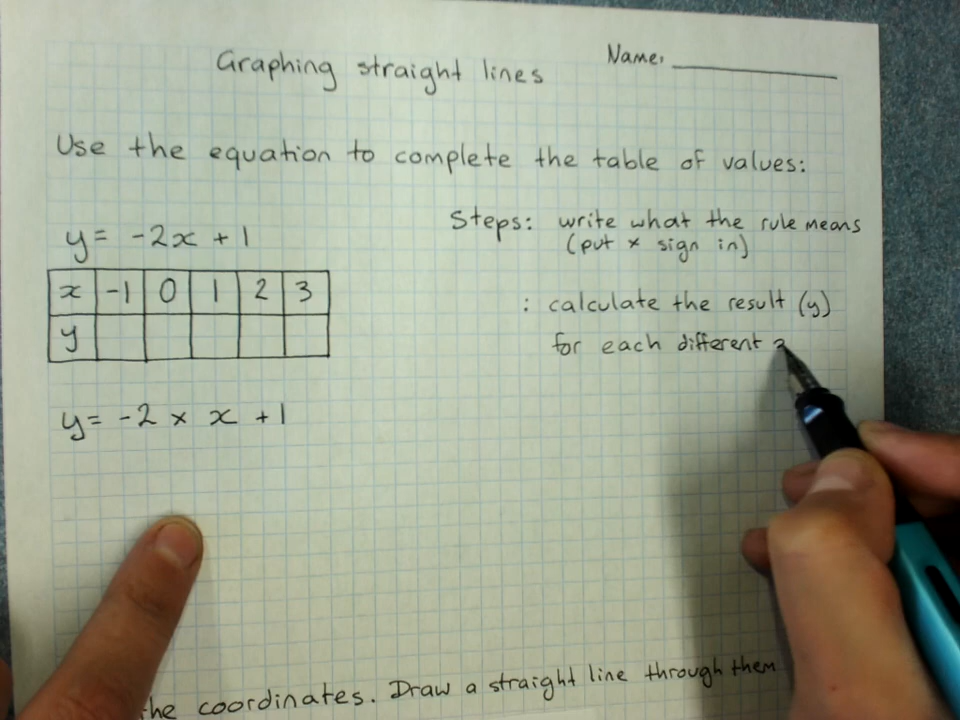 Graphing straight lines Name: ________
Use the equation to complete the table of values:
y = -2x + 1
x -1 0 1 2 3
y
y = -2 × x + 1
Steps: write what the rule means
(put × sign in)
: calculate the result (y)
for each different
the coordinates. Draw a straight line through them